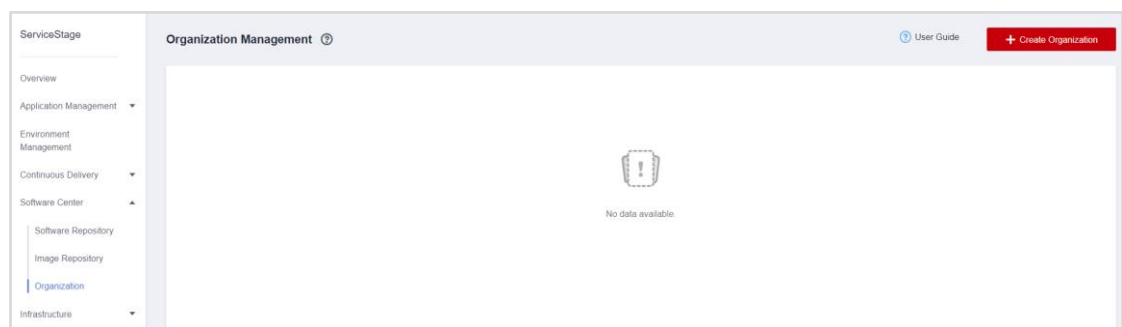 ServiceStage
Organization Management ?
? User Guide
+ Create Organization
Overview
Application Management
Environment
Management
Continuous Delivery
Software Center
Software Repository
Image Repository
Organization
Infrastructure
!
No data available